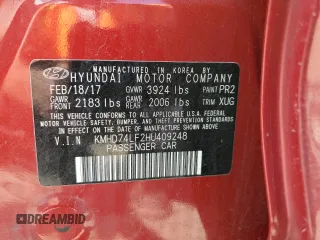 MANUFACTURED IN KOREA BY
HYUNDAI MOTOR COMPANY
FEB/18/17 GVWR 3924 lbs PAINT PR2
GAWR FRONT 2183 lbs GAWR REAR 2006 lbs TRIM XUG
THIS VEHICLE CONFORMS TO ALL APPLICABLE U.S.A FEDERAL
MOTOR VEHICLE SAFETY, BUMPER, AND THEFT PREVENTION
STANDARDS IN EFFECT ON THE DATE OF MANUFACTURE SHOWN ABOVE.
V.I.N KMHD74LF2HU409248
PASSENGER CAR
DREAMBID